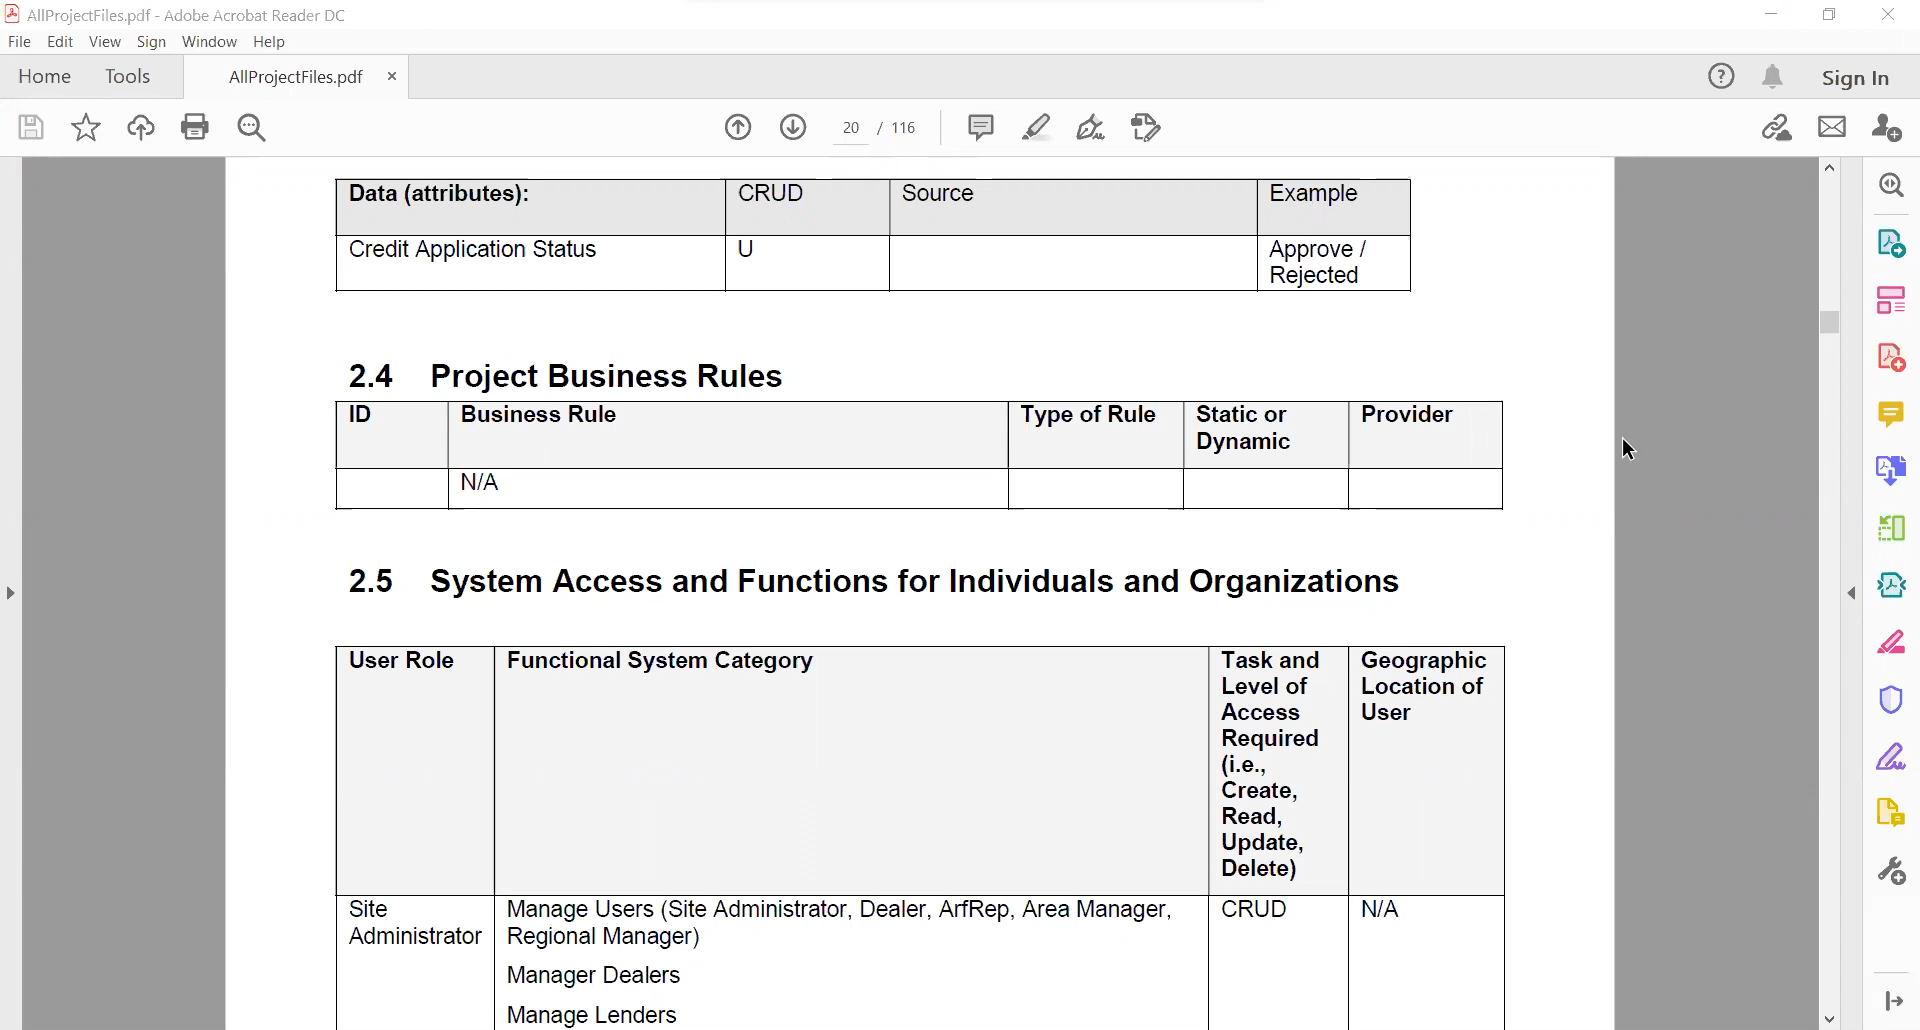 AllProjectFiles.pdf - Adobe Acrobat Reader DC
File Edit View Sign Window Help
Home Tools AllProjectFiles.pdf × Sign In
20 / 116
Data (attributes): CRUD Source Example
Credit Application Status U Approve /
Rejected
2.4 Project Business Rules
ID Business Rule Type of Rule Static or Provider
Dynamic
N/A
2.5 System Access and Functions for Individuals and Organizations
User Role Functional System Category Task and Geographic
Level of Location of
Access User
Required
(i.e.,
Create,
Read,
Update,
Delete)
Site Manage Users (Site Administrator, Dealer, ArfRep, Area Manager, CRUD N/A
Administrator Regional Manager)
Manager Dealers
Manage Lenders